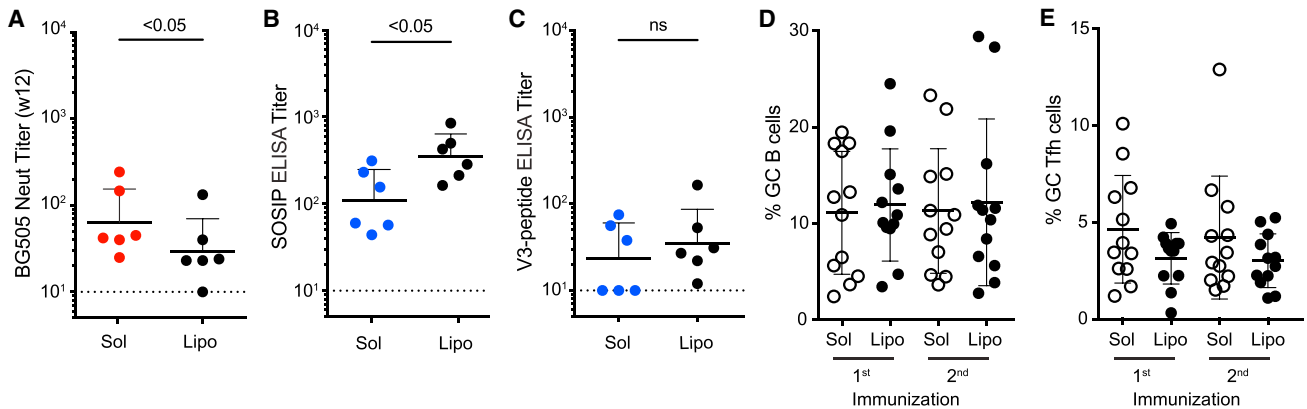 A
<0.05
BG505 Neut Titer (w12)
10⁴
10³
10²
10¹
Sol
Lipo
B
<0.05
SOSIP ELISA Titer
10⁴
10³
10²
10¹
Sol
Lipo
C
ns
V3-peptide ELISA Titer
10⁴
10³
10²
10¹
Sol
Lipo
D
% GC B cells
30
20
10
0
Sol Lipo Sol Lipo
1st 2nd
Immunization
E
% GC Tfh cells
15
10
5
0
Sol Lipo Sol Lipo
1st 2nd
Immunization